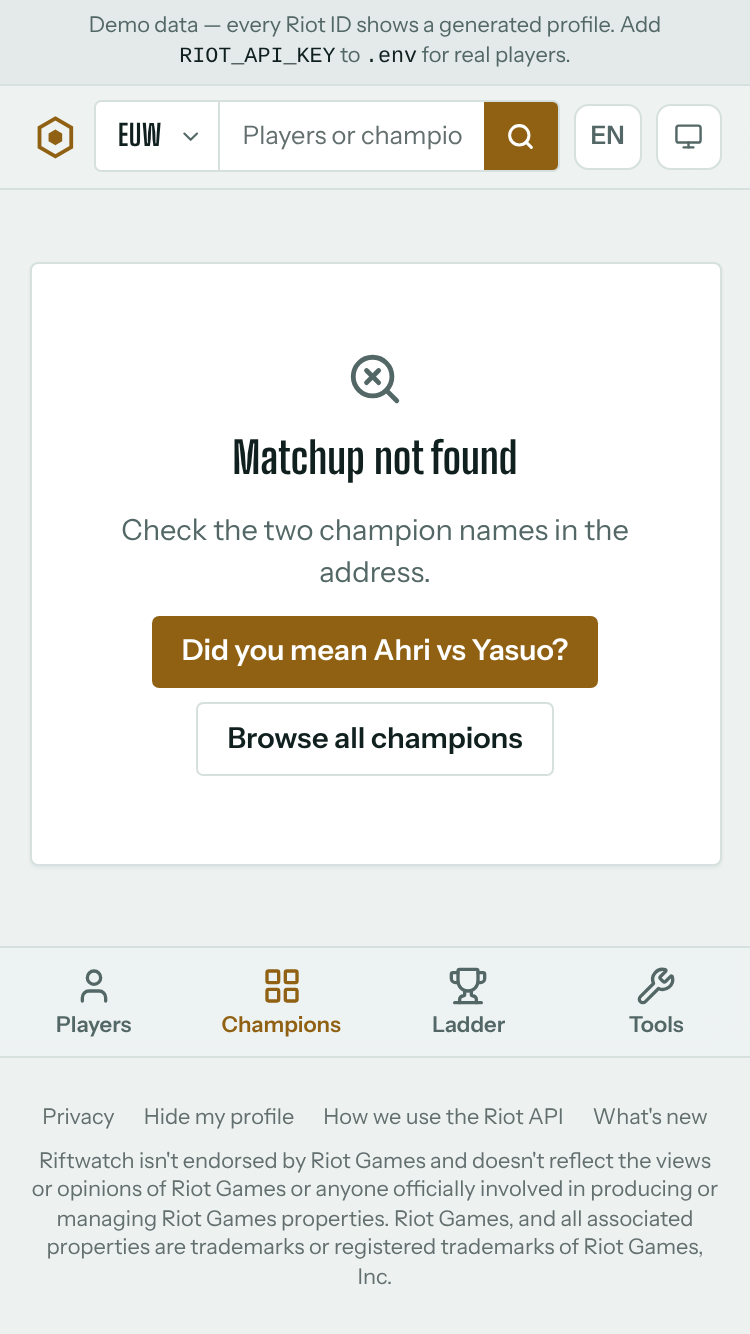 Demo data — every Riot ID shows a generated profile. Add
RIOT_API_KEY to .env for real players.
EUW
Players or champio
EN
Matchup not found
Check the two champion names in the
address.
Did you mean Ahri vs Yasuo?
Browse all champions
Players
Champions
Ladder
Tools
Privacy
Hide my profile
How we use the Riot API
What's new
Riftwatch isn't endorsed by Riot Games and doesn't reflect the views
or opinions of Riot Games or anyone officially involved in producing or
managing Riot Games properties. Riot Games, and all associated
properties are trademarks or registered trademarks of Riot Games,
Inc.